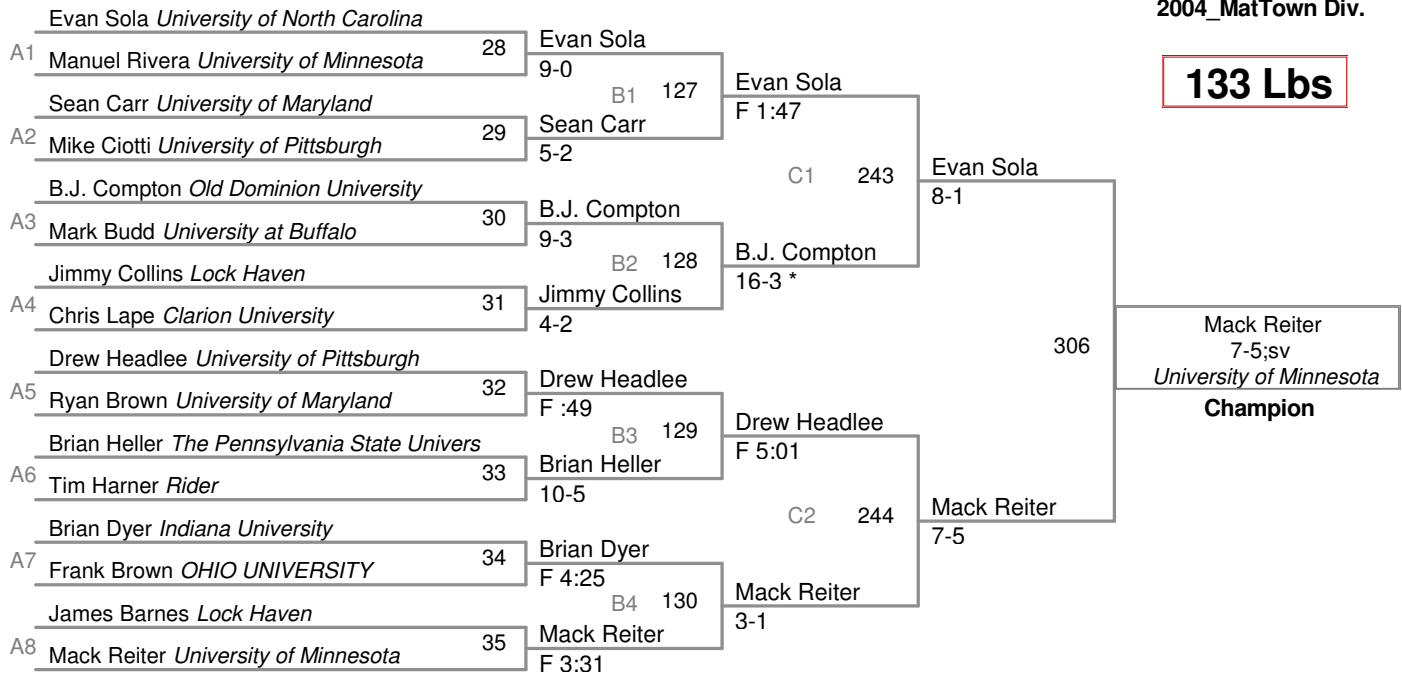 2004_MatTown Div.
133 Lbs
Evan Sola University of North Carolina
A1
28
Manuel Rivera University of Minnesota
Evan Sola
9-0
B1 127
Sean Carr University of Maryland
A2
29
Mike Ciotti University of Pittsburgh
Sean Carr
5-2
Evan Sola
F 1:47
C1 243
B.J. Compton Old Dominion University
A3
30
Mark Budd University at Buffalo
B.J. Compton
9-3
B2 128
Jimmy Collins Lock Haven
A4
31
Chris Lape Clarion University
Jimmy Collins
4-2
B.J. Compton
16-3 *
Evan Sola
8-1
306
Drew Headlee University of Pittsburgh
A5
32
Ryan Brown University of Maryland
Drew Headlee
F :49
B3 129
Brian Heller The Pennsylvania State Univers
A6
33
Tim Harner Rider
Brian Heller
10-5
Drew Headlee
F 5:01
C2 244
Brian Dyer Indiana University
A7
34
Frank Brown OHIO UNIVERSITY
Brian Dyer
F 4:25
B4 130
James Barnes Lock Haven
A8
35
Mack Reiter University of Minnesota
Mack Reiter
F 3:31
Mack Reiter
3-1
Mack Reiter
7-5
Mack Reiter
7-5;sv
University of Minnesota
Champion